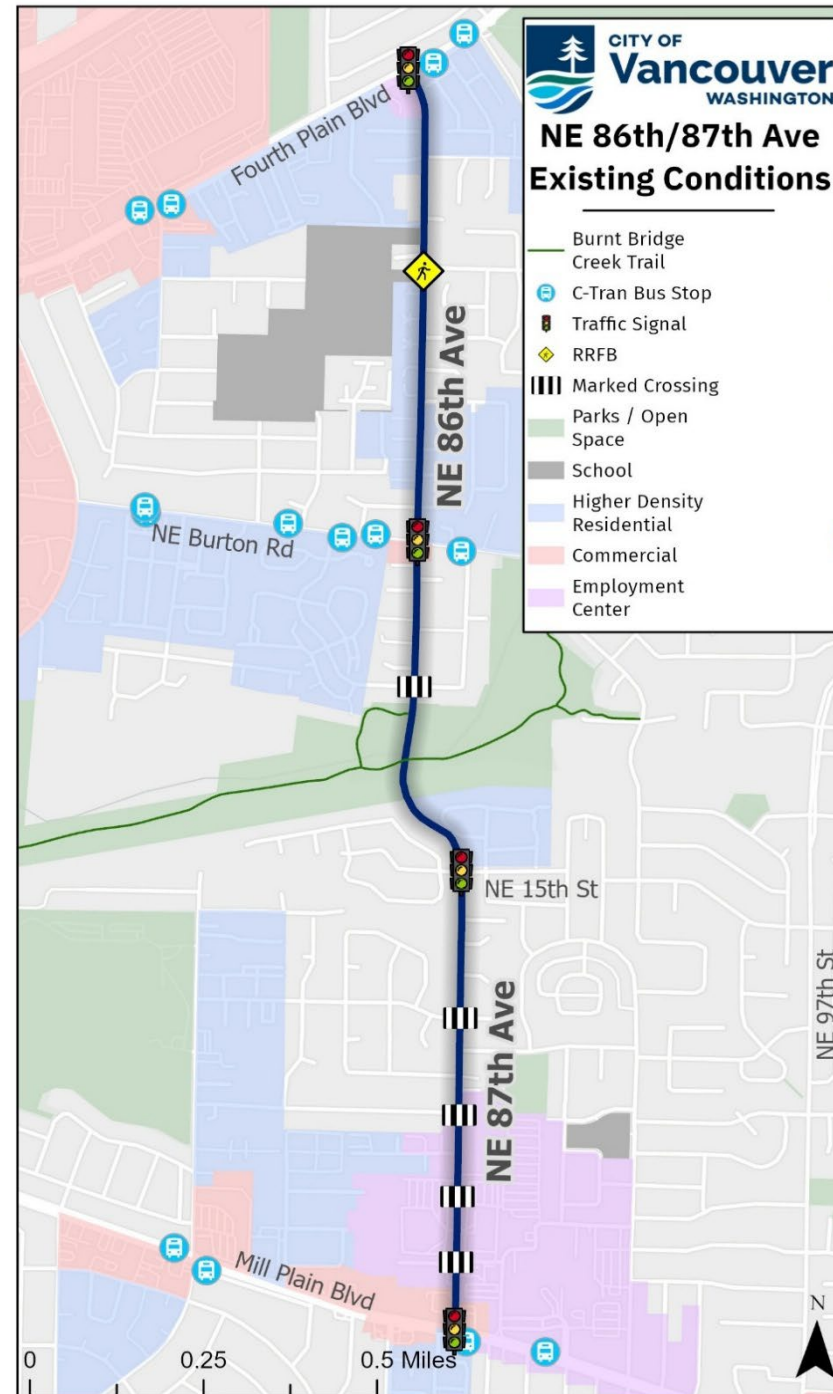 CITY OF
Vancouver
WASHINGTON
NE 86th/87th Ave
Existing Conditions
Burnt Bridge
Creek Trail
C-Tran Bus Stop
Traffic Signal
RRFB
Marked Crossing
Parks / Open
Space
School
Higher Density
Residential
Commercial
Employment
Center
Fourth Plain Blvd
NE 86th Ave
NE Burton Rd
NE 15th St
NE 97th St
NE 87th Ave
Mill Plain Blvd
N
0 0.25 0.5 Miles